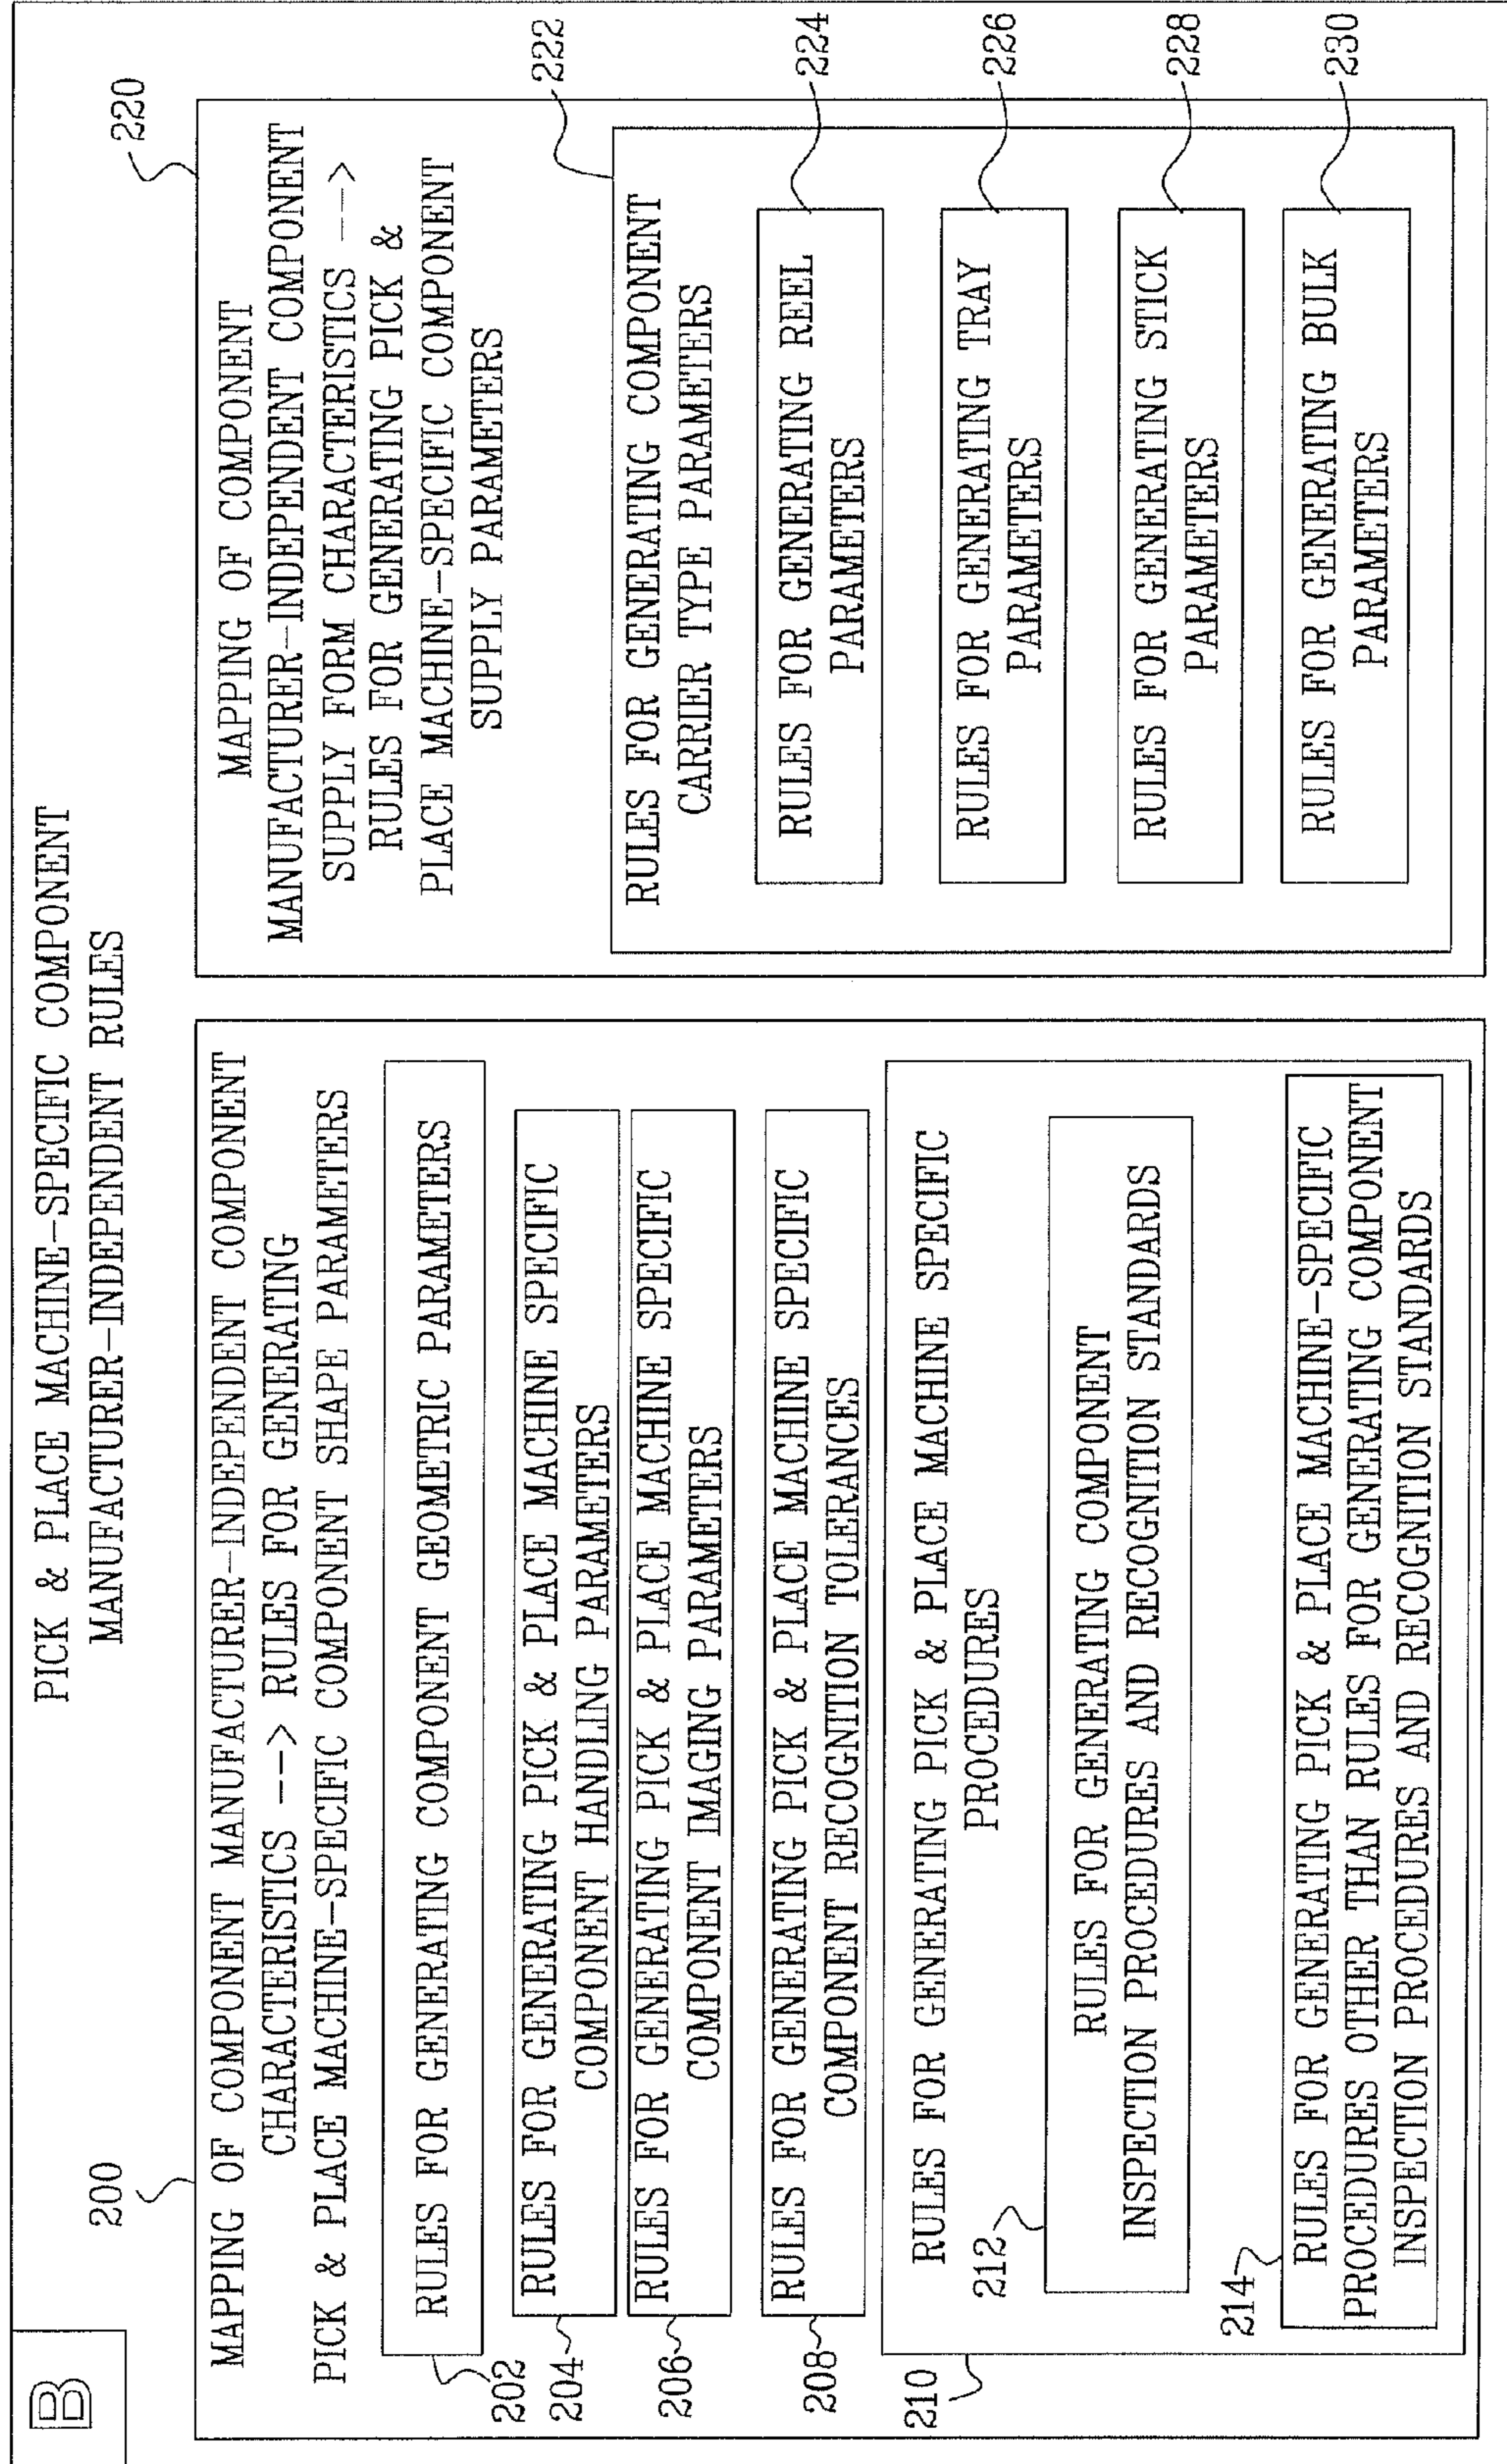 B
PICK & PLACE MACHINE-SPECIFIC COMPONENT
MANUFACTURER-INDEPENDENT RULES
200
MAPPING OF COMPONENT MANUFACTURER-INDEPENDENT COMPONENT
CHARACTERISTICS --> RULES FOR GENERATING
PICK & PLACE MACHINE-SPECIFIC COMPONENT SHAPE PARAMETERS
RULES FOR GENERATING COMPONENT GEOMETRIC PARAMETERS
202
RULES FOR GENERATING PICK & PLACE MACHINE SPECIFIC
COMPONENT HANDLING PARAMETERS
204
RULES FOR GENERATING PICK & PLACE MACHINE SPECIFIC
COMPONENT IMAGING PARAMETERS
206
RULES FOR GENERATING PICK & PLACE MACHINE SPECIFIC
COMPONENT RECOGNITION TOLERANCES
208
RULES FOR GENERATING PICK & PLACE MACHINE SPECIFIC
PROCEDURES
210
212
RULES FOR GENERATING COMPONENT
INSPECTION PROCEDURES AND RECOGNITION STANDARDS
214
RULES FOR GENERATING PICK & PLACE MACHINE-SPECIFIC
PROCEDURES OTHER THAN RULES FOR GENERATING COMPONENT
INSPECTION PROCEDURES AND RECOGNITION STANDARDS
220
MAPPING OF COMPONENT
MANUFACTURER-INDEPENDENT COMPONENT
SUPPLY FORM CHARACTERISTICS -->
RULES FOR GENERATING PICK &
PLACE MACHINE-SPECIFIC COMPONENT
SUPPLY PARAMETERS
222
RULES FOR GENERATING COMPONENT
CARRIER TYPE PARAMETERS
RULES FOR GENERATING REEL
PARAMETERS
224
RULES FOR GENERATING TRAY
PARAMETERS
226
RULES FOR GENERATING STICK
PARAMETERS
228
RULES FOR GENERATING BULK
PARAMETERS
230